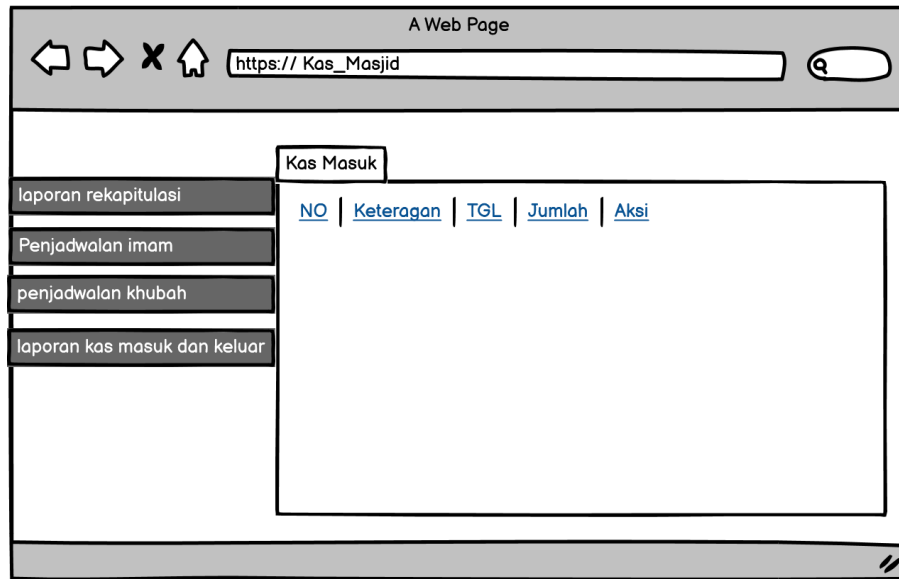 A Web Page
https:// Kas_Masjid
Kas Masuk
laporan rekapitulasi
Penjadwalan imam
penjadwalan khubah
laporan kas masuk dan keluar
NO Keteragan TGL Jumlah Aksi